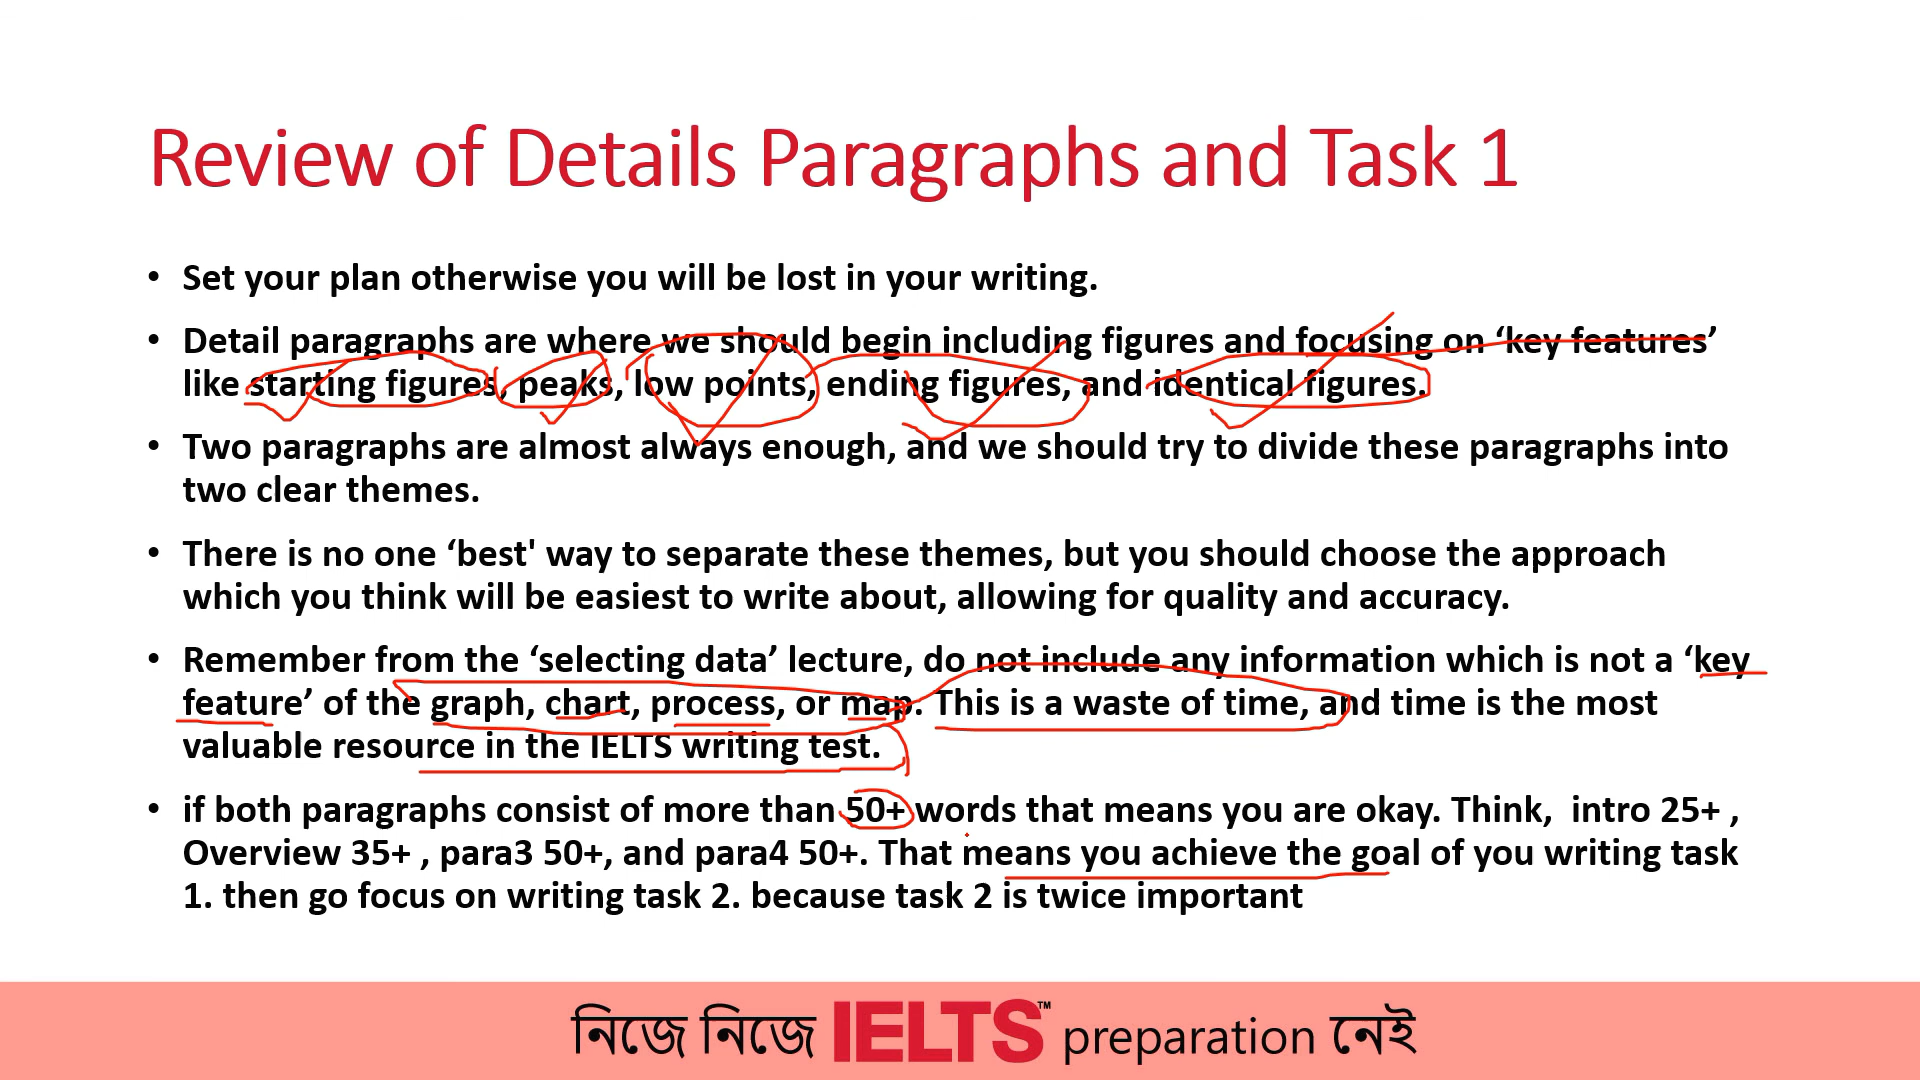 Review of Details Paragraphs and Task 1
• Set your plan otherwise you will be lost in your writing.
• Detail paragraphs are where we should begin including figures and focusing on ‘key features’
like starting figures, peaks, low points, ending figures, and identical figures.
• Two paragraphs are almost always enough, and we should try to divide these paragraphs into
two clear themes.
• There is no one ‘best' way to separate these themes, but you should choose the approach
which you think will be easiest to write about, allowing for quality and accuracy.
• Remember from the ‘selecting data’ lecture, do not include any information which is not a ‘key
feature’ of the graph, chart, process, or map. This is a waste of time, and time is the most
valuable resource in the IELTS writing test.
• if both paragraphs consist of more than 50+ words that means you are okay. Think,  intro 25+ ,
Overview 35+ , para3 50+, and para4 50+. That means you achieve the goal of you writing task
1. then go focus on writing task 2. because task 2 is twice important
নিজে নিজে IELTS™ preparation নেই